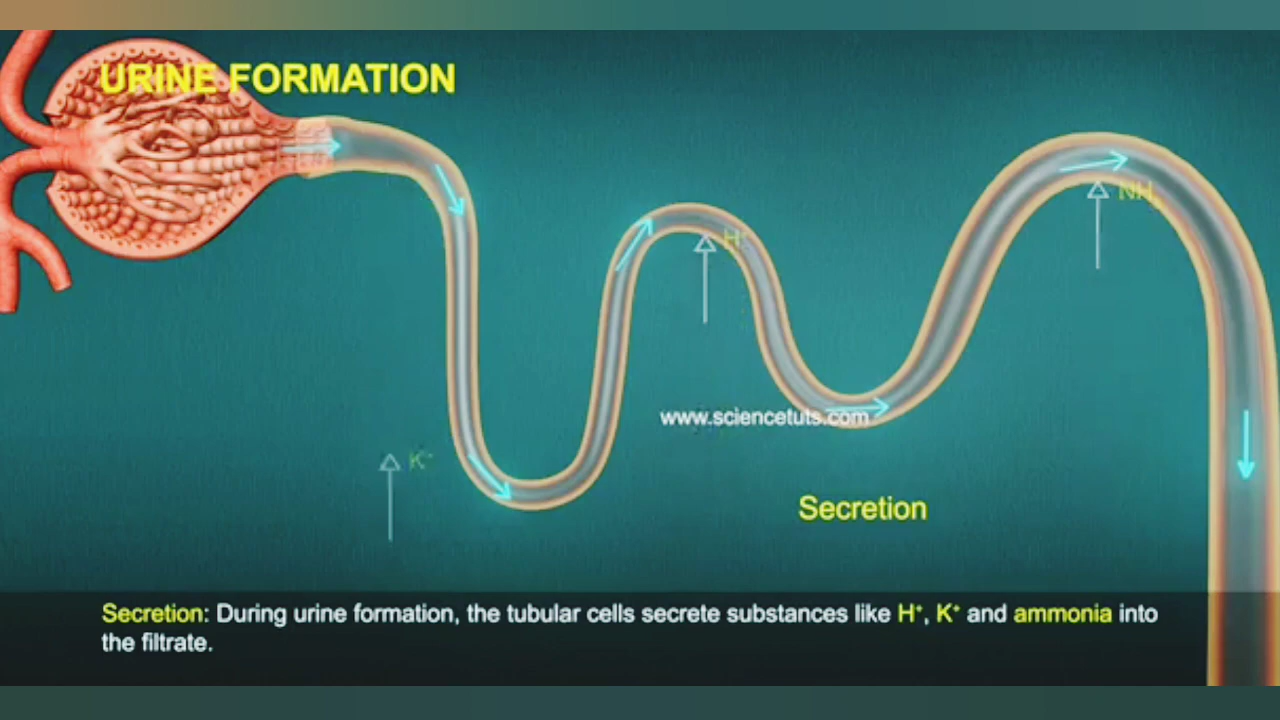 URINE FORMATION
NH
H
www.sciencetuts.com
K⁺
Secretion
Secretion: During urine formation, the tubular cells secrete substances like H⁺, K⁺ and ammonia into
the filtrate.